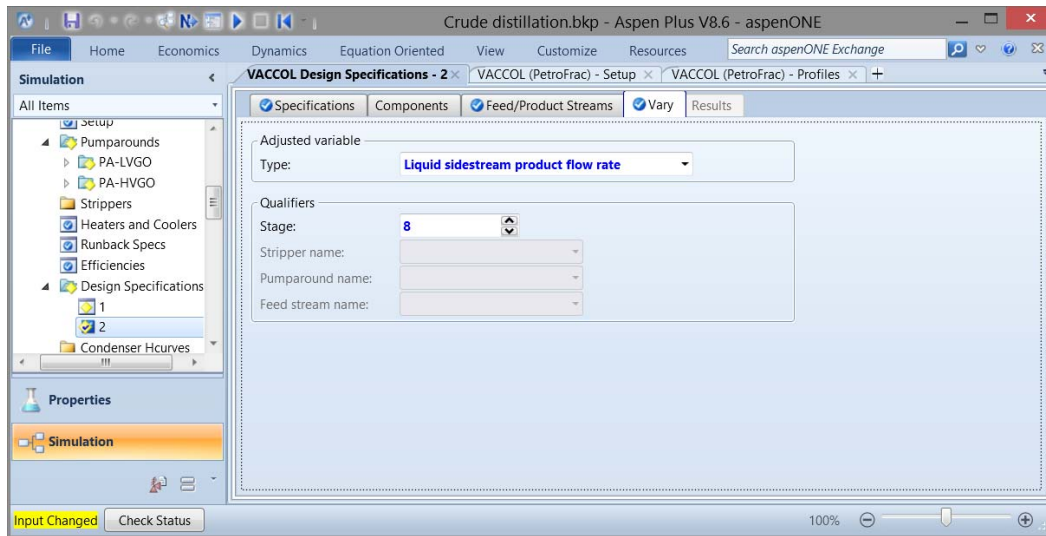 Crude distillation.bkp - Aspen Plus V8.6 - aspenONE
File Home Economics Dynamics Equation Oriented View Customize Resources Search aspenONE Exchange
Simulation
All Items
Setup
Pumparounds
PA-LVGO
PA-HVGO
Strippers
Heaters and Coolers
Runback Specs
Efficiencies
Design Specifications
1
2
Condenser Hcurves
Properties
Simulation
VACCOL Design Specifications - 2 VACCOL (PetroFrac) - Setup VACCOL (PetroFrac) - Profiles
Specifications Components Feed/Product Streams Vary Results
Adjusted variable
Type: Liquid sidestream product flow rate
Qualifiers
Stage: 8
Stripper name:
Pumparound name:
Feed stream name:
Input Changed Check Status 100%